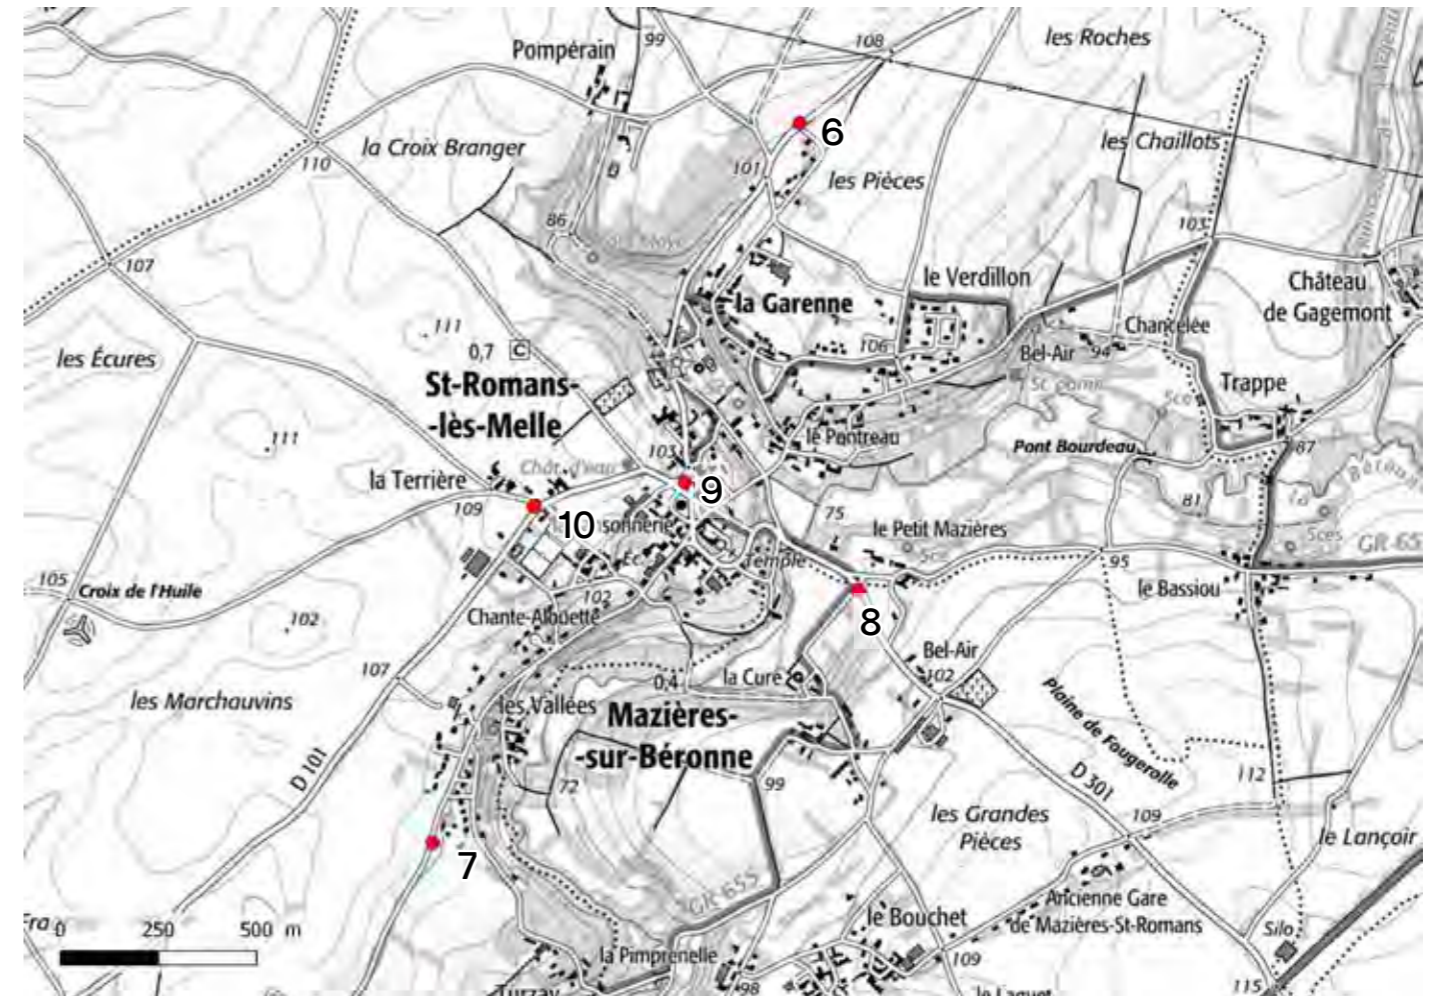 Pompérain
99
108
les Roches
6
les Chaillots
la Croix Branger
110
101
les Pièces
86
103
107
le Verdillon
Château
de Gagemont
la Garenne
111
Chancelée
les Écures
0,7
C
106
Bel-Air
94
St-Romans-
-lès-Melle
Trappe
111
le Pontreau
Pont Bourdeau
87
103
Chât. d'eau
la Terrière
9
81
109
10
75
le Petit Mazières
Sces
GR 655
Temple
95
105
Croix de l'Huile
le Bassiou
102
Chante-Alouette
8
102
107
Bel-Air
la Cure
102
0,4
les Marchauvins
les Vallées
Mazières-
-sur-Béronne
Plaine de Fougerolle
D 101
72
99
D 301
112
109
les Grandes
Pièces
le Lançoir
7
GR 655
Ancienne Gare
de Mazières-St-Romans
le Bouchet
0
250
500 m
Silo
la Pimprenelle
109
98
115
Turzay